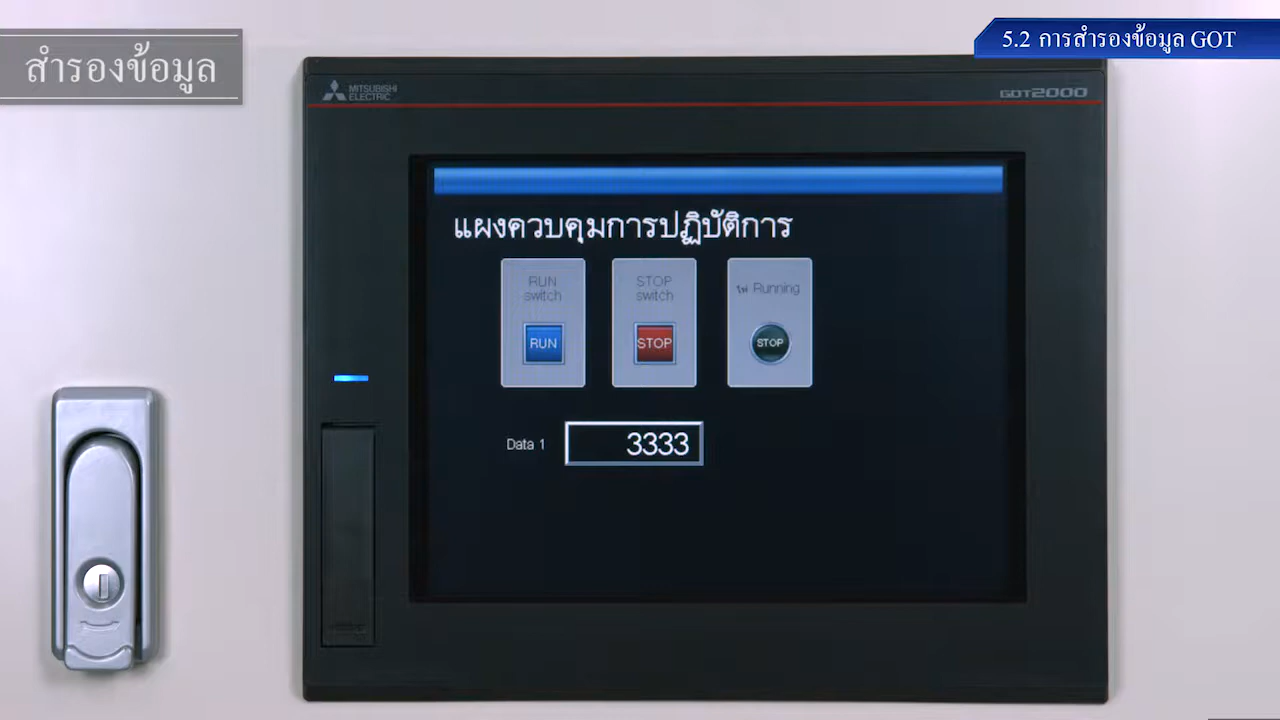 สำรองข้อมูล
5.2 การสำรองข้อมูล GOT
MITSUBISHI
ELECTRIC
GOT2000
แผงควบคุมการปฏิบัติการ
RUN
switch
RUN
STOP
switch
STOP
ไฟ Running
STOP
Data 1
3333